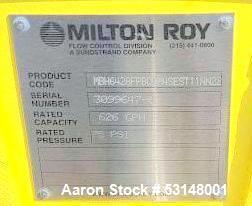 MILTON ROY
FLOW CONTROL DIVISION
A SUNDSTRAND COMPANY
(215) 441-0800
PRODUCT
CODE
SERIAL
NUMBER
RATED
CAPACITY 626 GPH
RATED
PRESSURE 75 PSI
Aaron Stock #53148001